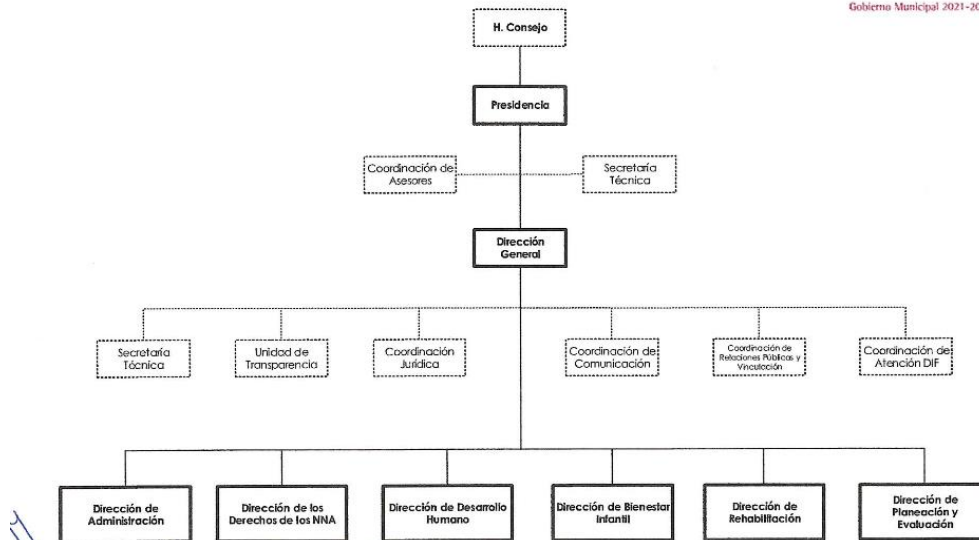 Gobierno Municipal 2021-20
H. Consejo
Presidencia
Coordinación de
Asesores
Secretaría
Técnica
Dirección
General
Secretaría
Técnica
Unidad de
Transparencia
Coordinación
Jurídica
Coordinación de
Comunicación
Coordinación de
Relaciones Públicas y
Vinculación
Coordinación de
Atención DIF
Dirección de
Administración
Dirección de los
Derechos de los NNA
Dirección de Desarrollo
Humano
Dirección de Bienestar
Infantil
Dirección de
Rehabilitación
Dirección de
Planeación y
Evaluación